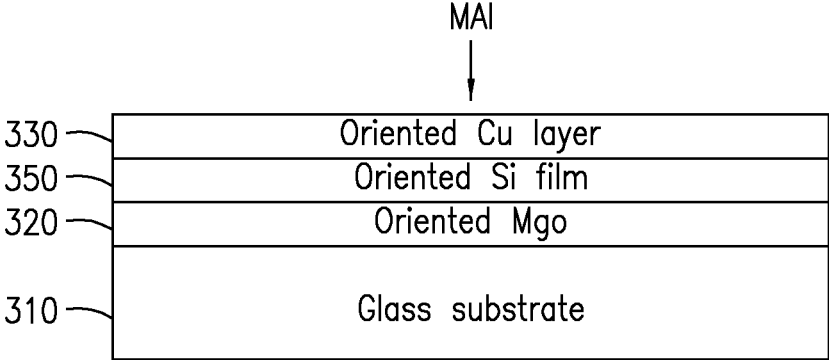 MAI
330 Oriented Cu layer
350 Oriented Si film
320 Oriented Mgo
310 Glass substrate